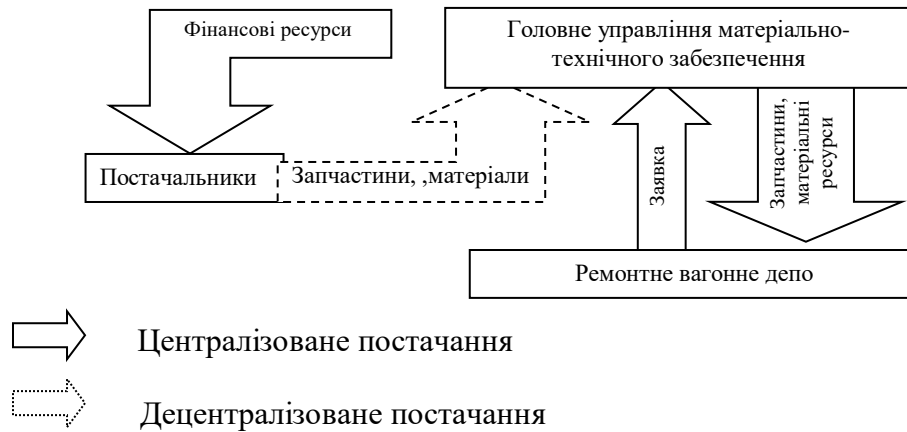 Фінансові ресурси
Головне управління матеріально-
технічного забезпечення
Постачальники
Запчастини, ,матеріали
Заявка
Запчастини,
матеріальні
ресурси
Ремонтне вагонне депо
Централізоване постачання
Децентралізоване постачання